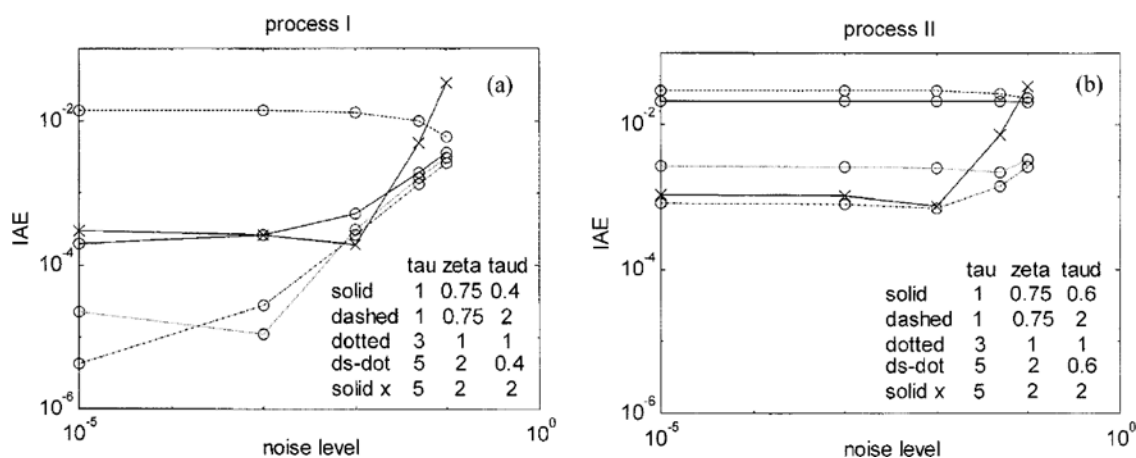 process I
(a)
10^-2
10^-4
10^-6
IAE
tau zeta taud
solid 1 0.75 0.4
dashed 1 0.75 2
dotted 3 1 1
ds-dot 5 2 0.4
solid x 5 2 2
10^-5
10^0
noise level
process II
(b)
10^-2
10^-4
10^-6
IAE
tau zeta taud
solid 1 0.75 0.6
dashed 1 0.75 2
dotted 3 1 1
ds-dot 5 2 0.6
solid x 5 2 2
10^-5
10^0
noise level